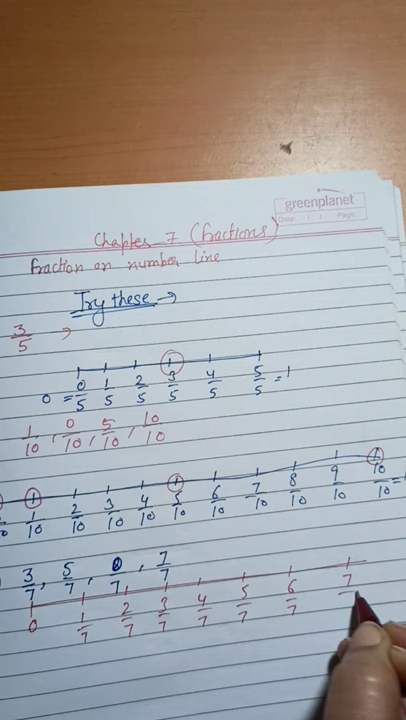 greenplanet
Date: / / Page
Chapter_7 (fractions)
fraction on number line
Try these →
3/5 →
0 = 0/5 1/5 2/5 3/5 4/5 5/5 = 1
1/10, 0/10, 5/10, 10/10
/10 1/10 2/10 3/10 4/10 5/10 6/10 7/10 8/10 9/10 10/10 =
3/7, 5/7, 0/7, 7/7
0 1/7 2/7 3/7 4/7 5/7 6/7 7/